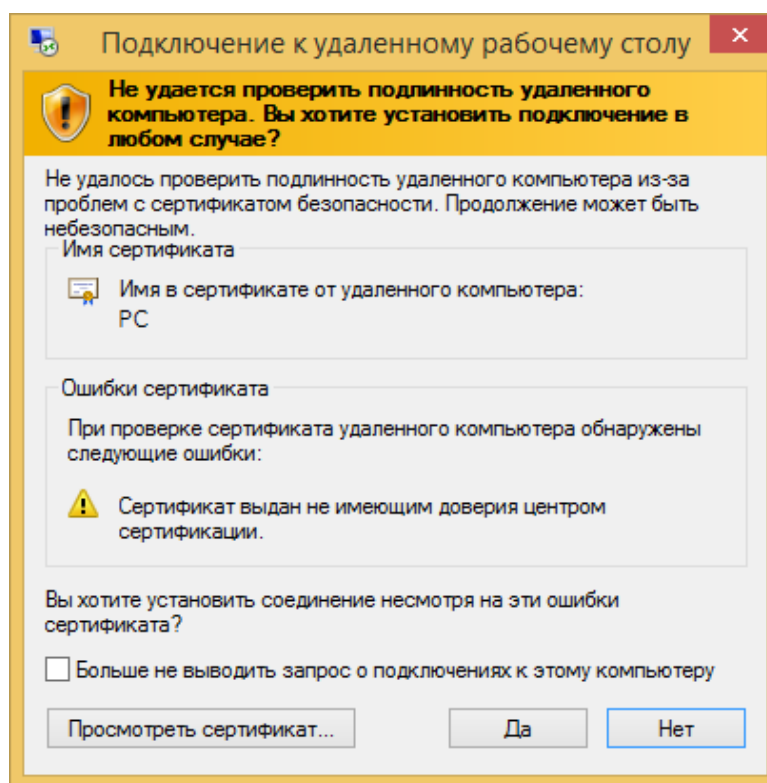 Подключение к удаленному рабочему столу
Не удается проверить подлинность удаленного
компьютера. Вы хотите установить подключение в
любом случае?
Не удалось проверить подлинность удаленного компьютера из-за
проблем с сертификатом безопасности. Продолжение может быть
небезопасным.
Имя сертификата
Имя в сертификате от удаленного компьютера:
PC
Ошибки сертификата
При проверке сертификата удаленного компьютера обнаружены
следующие ошибки:
Сертификат выдан не имеющим доверия центром
сертификации.
Вы хотите установить соединение несмотря на эти ошибки
сертификата?
Больше не выводить запрос о подключениях к этому компьютеру
Просмотреть сертификат... Да Нет